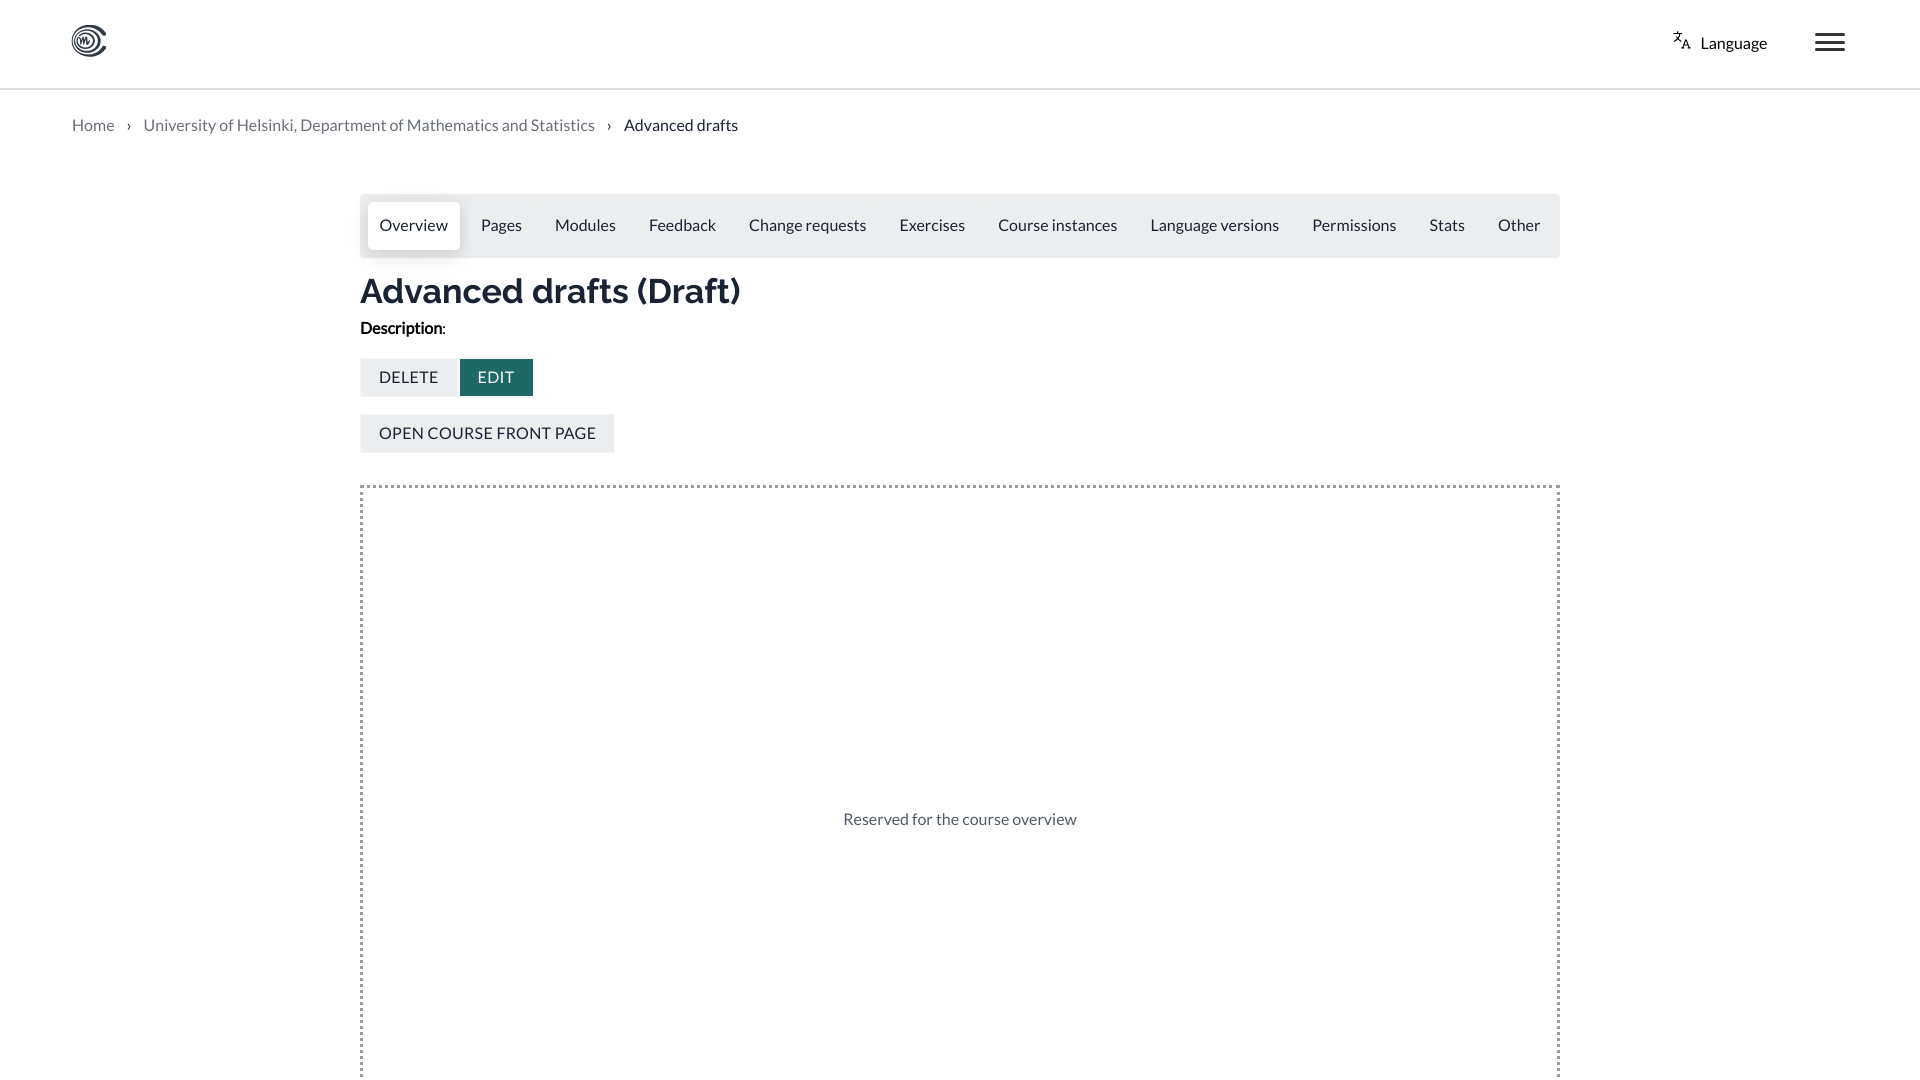 Language
Home › University of Helsinki, Department of Mathematics and Statistics › Advanced drafts
Overview Pages Modules Feedback Change requests Exercises Course instances Language versions Permissions Stats Other
Advanced drafts (Draft)
Description:
DELETE EDIT
OPEN COURSE FRONT PAGE
Reserved for the course overview